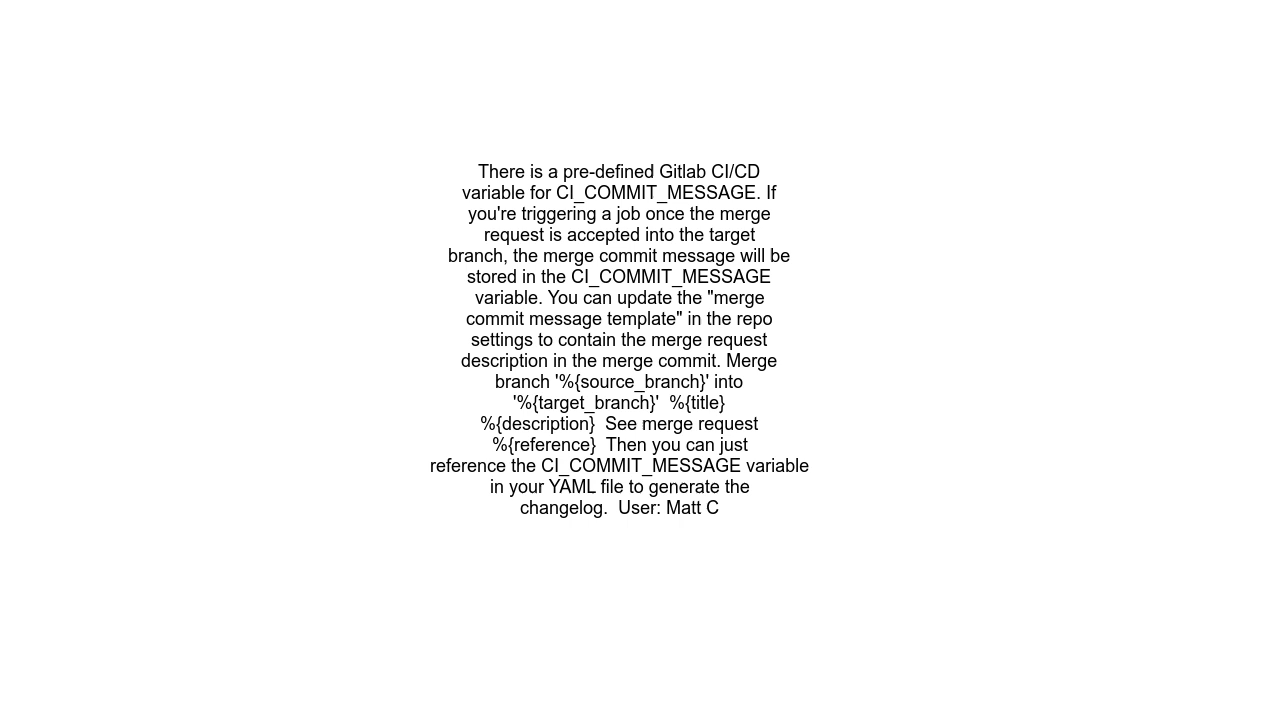 There is a pre-defined Gitlab CI/CD
variable for CI_COMMIT_MESSAGE. If
you're triggering a job once the merge
request is accepted into the target
branch, the merge commit message will be
stored in the CI_COMMIT_MESSAGE
variable. You can update the "merge
commit message template" in the repo
settings to contain the merge request
description in the merge commit. Merge
branch '%{source_branch}' into
'%{target_branch}'  %{title}
%{description}  See merge request
%{reference}  Then you can just
reference the CI_COMMIT_MESSAGE variable
in your YAML file to generate the
changelog.  User: Matt C